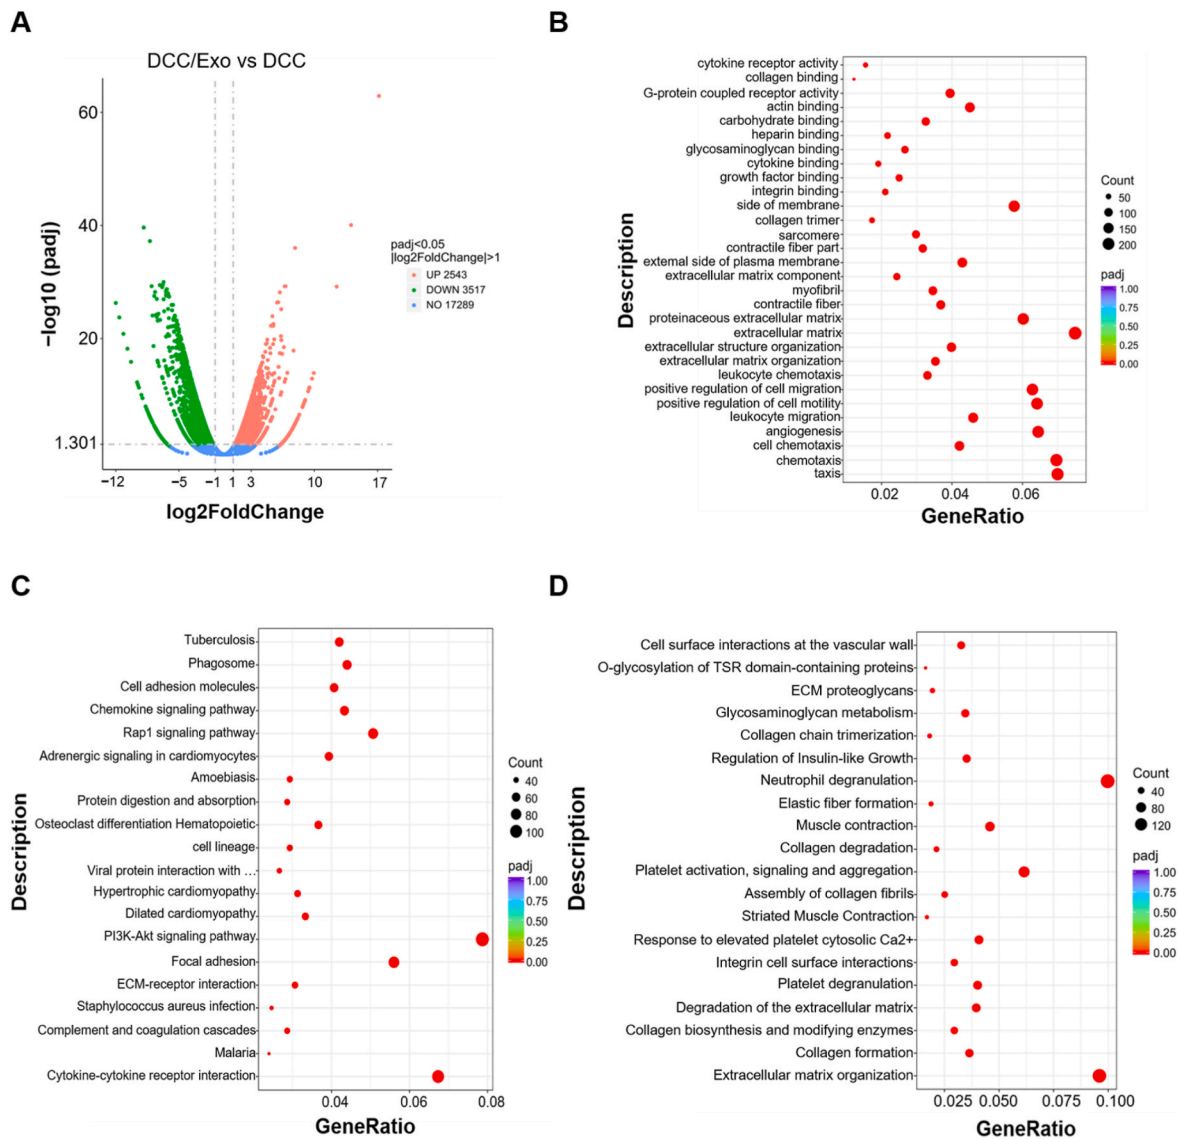 A
DCC/Exo vs DCC
60
40
20
1.301
−log10 (padj)
−12
−5
−1
1
3
10
17
log2FoldChange
padj<0.05
|log2FoldChange|>1
UP 2543
DOWN 3517
NO 17289
B
cytokine receptor activity
collagen binding
G-protein coupled receptor activity
actin binding
carbohydrate binding
heparin binding
glycosaminoglycan binding
cytokine binding
growth factor binding
integrin binding
side of membrane
collagen trimer
sarcomere
contractile fiber part
external side of plasma membrane
extracellular matrix component
myofibril
contractile fiber
proteinaceous extracellular matrix
extracellular matrix
extracellular structure organization
extracellular matrix organization
leukocyte chemotaxis
positive regulation of cell migration
positive regulation of cell motility
leukocyte migration
angiogenesis
cell chemotaxis
chemotaxis
taxis
Description
0.02
0.04
0.06
GeneRatio
Count
50
100
150
200
padj
1.00
0.75
0.50
0.25
0.00
C
Tuberculosis
Phagosome
Cell adhesion molecules
Chemokine signaling pathway
Rap1 signaling pathway
Adrenergic signaling in cardiomyocytes
Amoebiasis
Protein digestion and absorption
Osteoclast differentiation Hematopoietic
cell lineage
Viral protein interaction with ...
Hypertrophic cardiomyopathy
Dilated cardiomyopathy
PI3K-Akt signaling pathway
Focal adhesion
ECM-receptor interaction
Staphylococcus aureus infection
Complement and coagulation cascades
Malaria
Cytokine-cytokine receptor interaction
Description
0.04
0.06
0.08
GeneRatio
Count
40
60
80
100
padj
1.00
0.75
0.50
0.25
0.00
D
Cell surface interactions at the vascular wall
O-glycosylation of TSR domain-containing proteins
ECM proteoglycans
Glycosaminoglycan metabolism
Collagen chain trimerization
Regulation of Insulin-like Growth
Neutrophil degranulation
Elastic fiber formation
Muscle contraction
Collagen degradation
Platelet activation, signaling and aggregation
Assembly of collagen fibrils
Striated Muscle Contraction
Response to elevated platelet cytosolic Ca2+
Integrin cell surface interactions
Platelet degranulation
Degradation of the extracellular matrix
Collagen biosynthesis and modifying enzymes
Collagen formation
Extracellular matrix organization
Description
0.025
0.050
0.075
0.100
GeneRatio
Count
40
80
120
padj
1.00
0.75
0.50
0.25
0.00